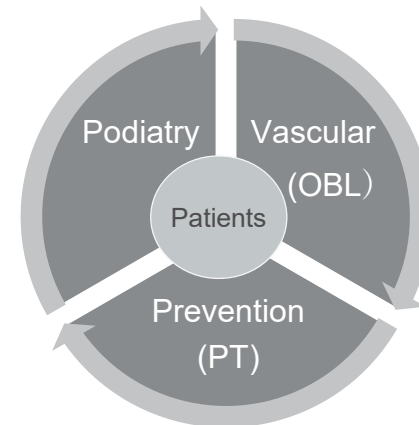 Podiatry
Vascular
(OBL）
Patients
Prevention
(PT)